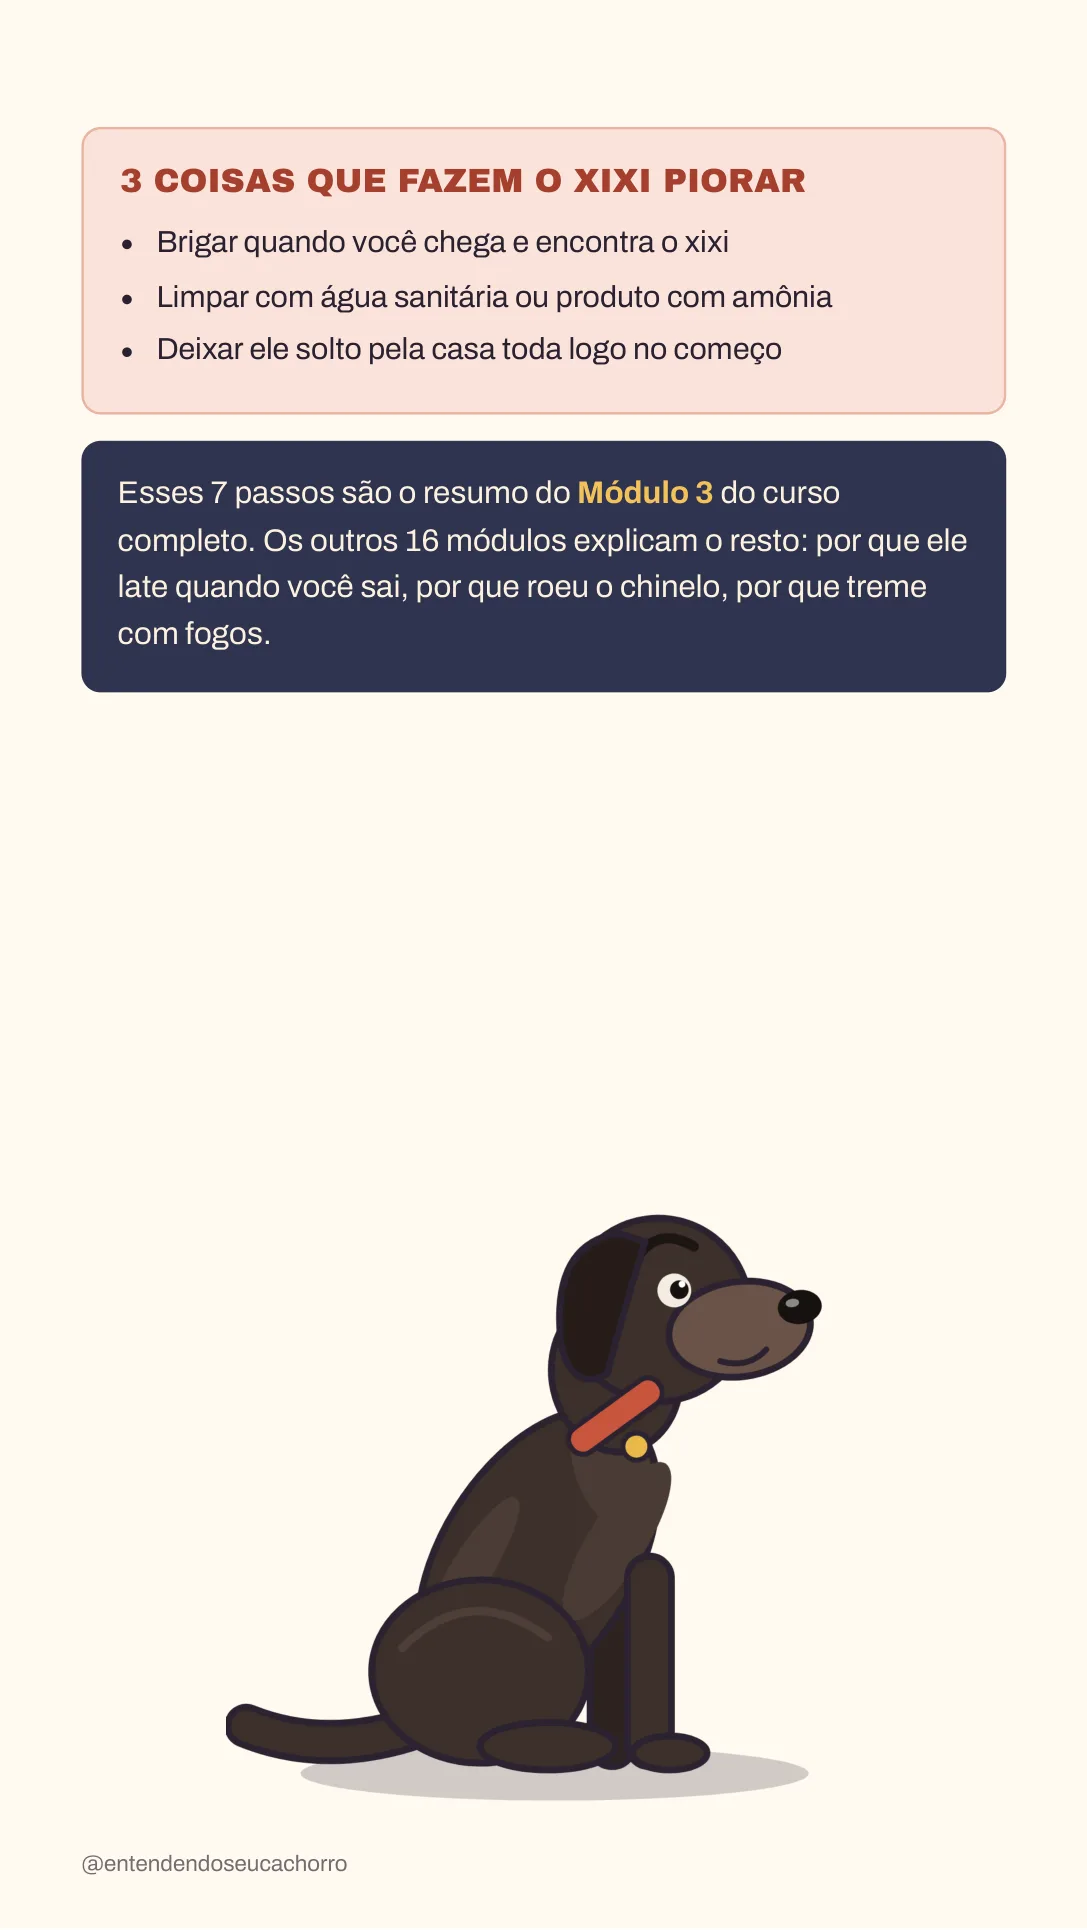 3 COISAS QUE FAZEM O XIXI PIORAR
• Brigar quando você chega e encontra o xixi
• Limpar com água sanitária ou produto com amônia
• Deixar ele solto pela casa toda logo no começo
Esses 7 passos são o resumo do Módulo 3 do curso
completo. Os outros 16 módulos explicam o resto: por que ele
late quando você sai, por que roeu o chinelo, por que treme
com fogos.
@entendendoseucachorro